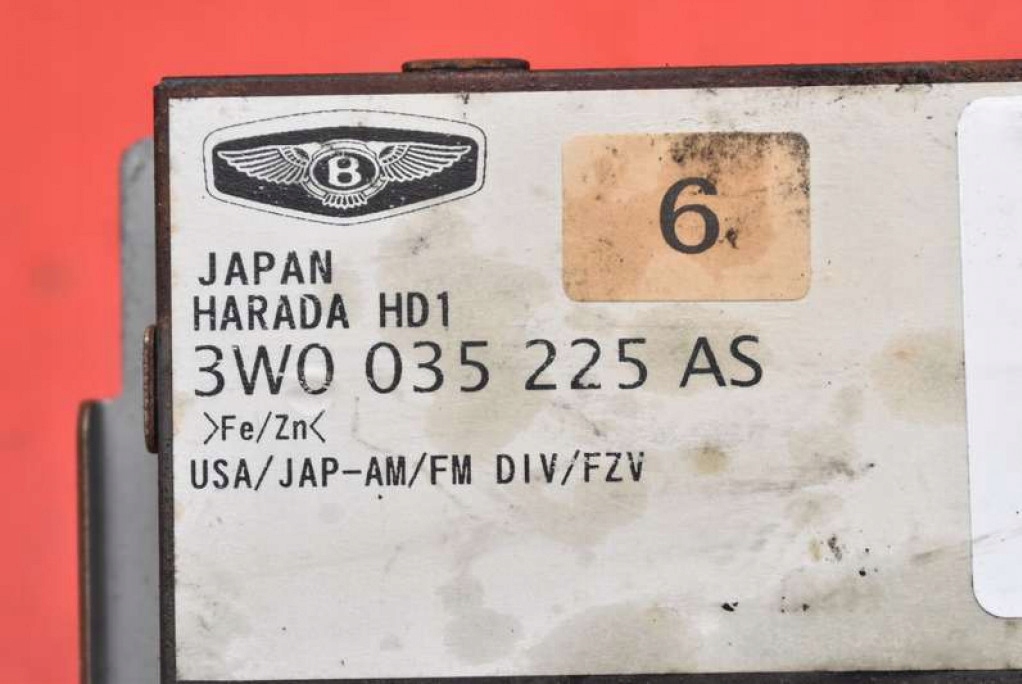 B
6
JAPAN
HARADA HD1
3W0 035 225 AS
>Fe/Zn<
USA/JAP-AM/FM DIV/FZV